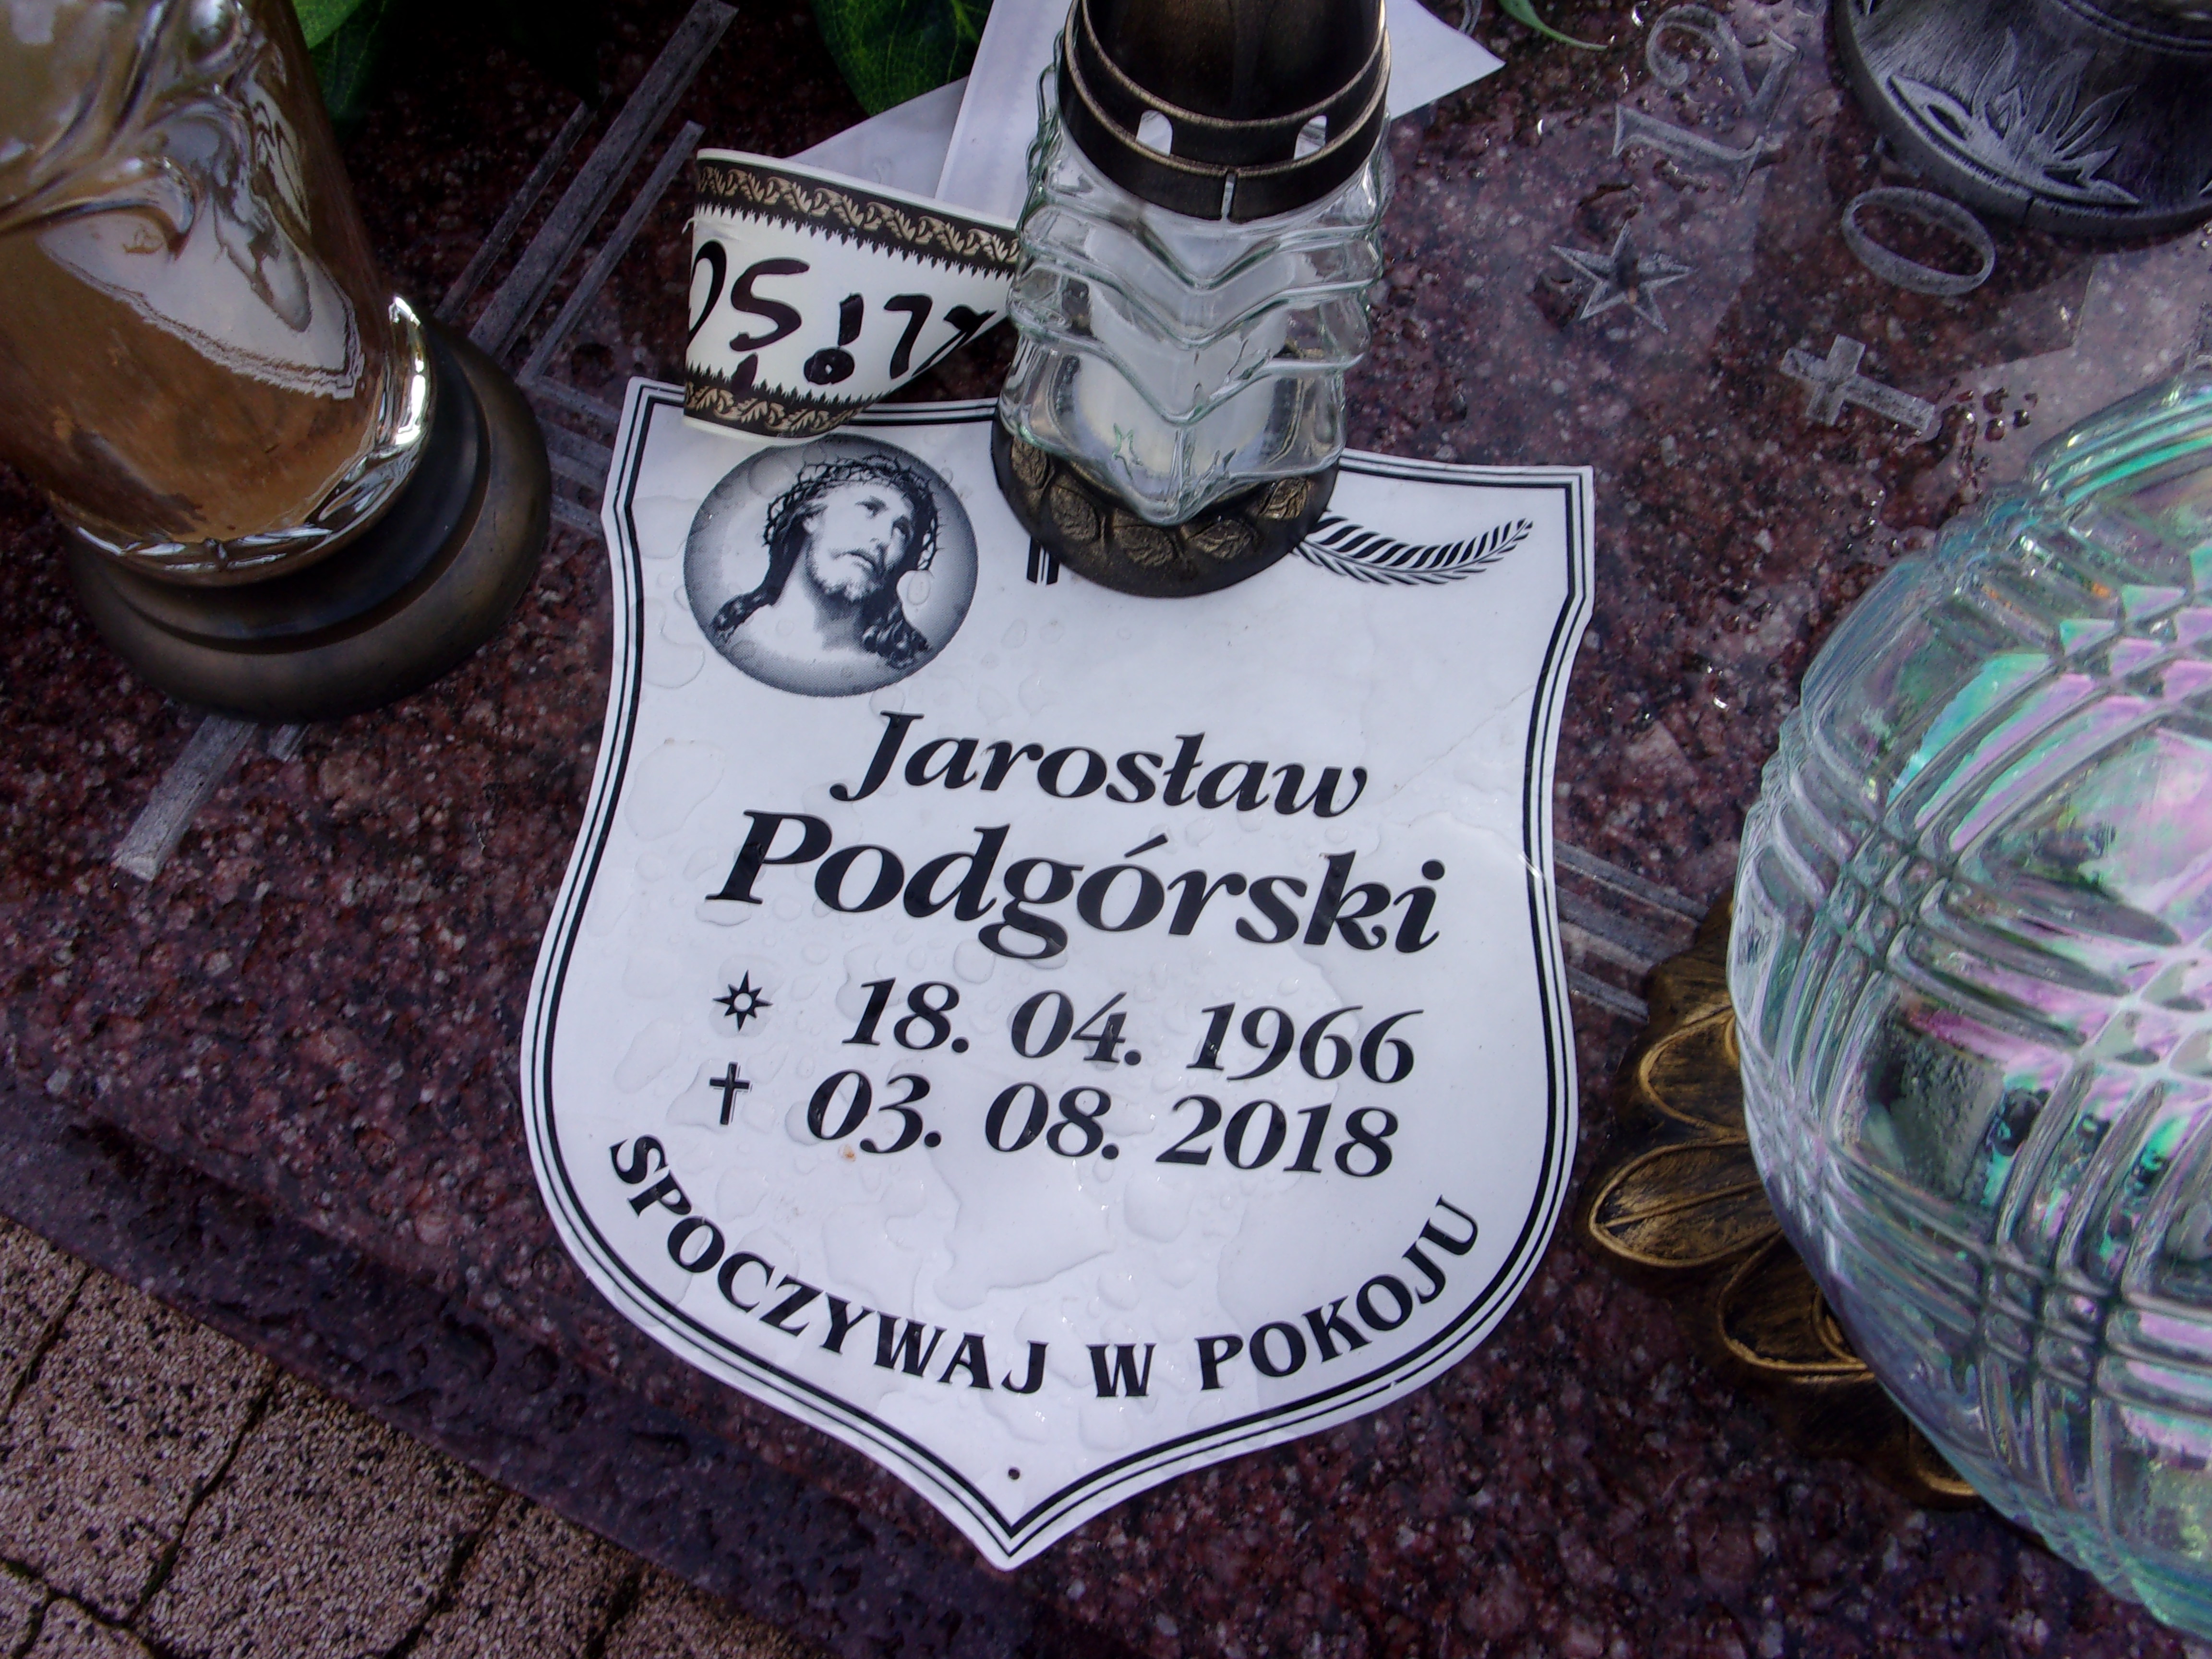 Jarosław
Podgórski
18. 04. 1966
03. 08. 2018
SPOCZYWAJ W POKOJU